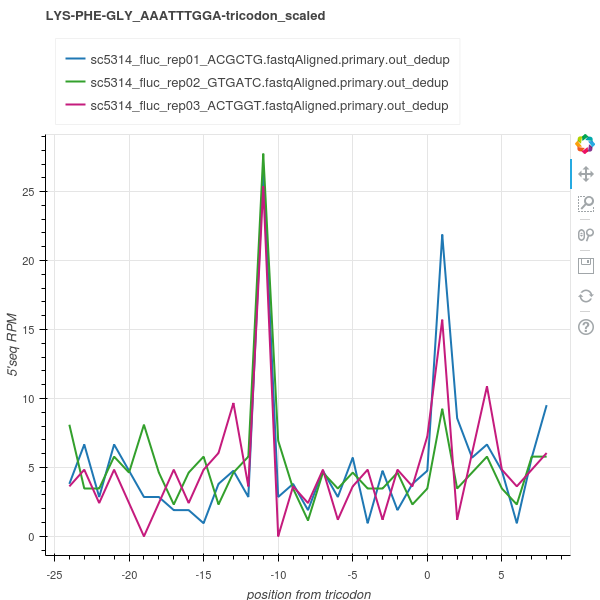 LYS-PHE-GLY_AAATTTGGA-tricodon_scaled
sc5314_fluc_rep01_ACGCTG.fastqAligned.primary.out_dedup
sc5314_fluc_rep02_GTGATC.fastqAligned.primary.out_dedup
sc5314_fluc_rep03_ACTGGT.fastqAligned.primary.out_dedup
5'seq RPM
25
20
15
10
5
0
-25 -20 -15 -10 -5 0 5
position from tricodon